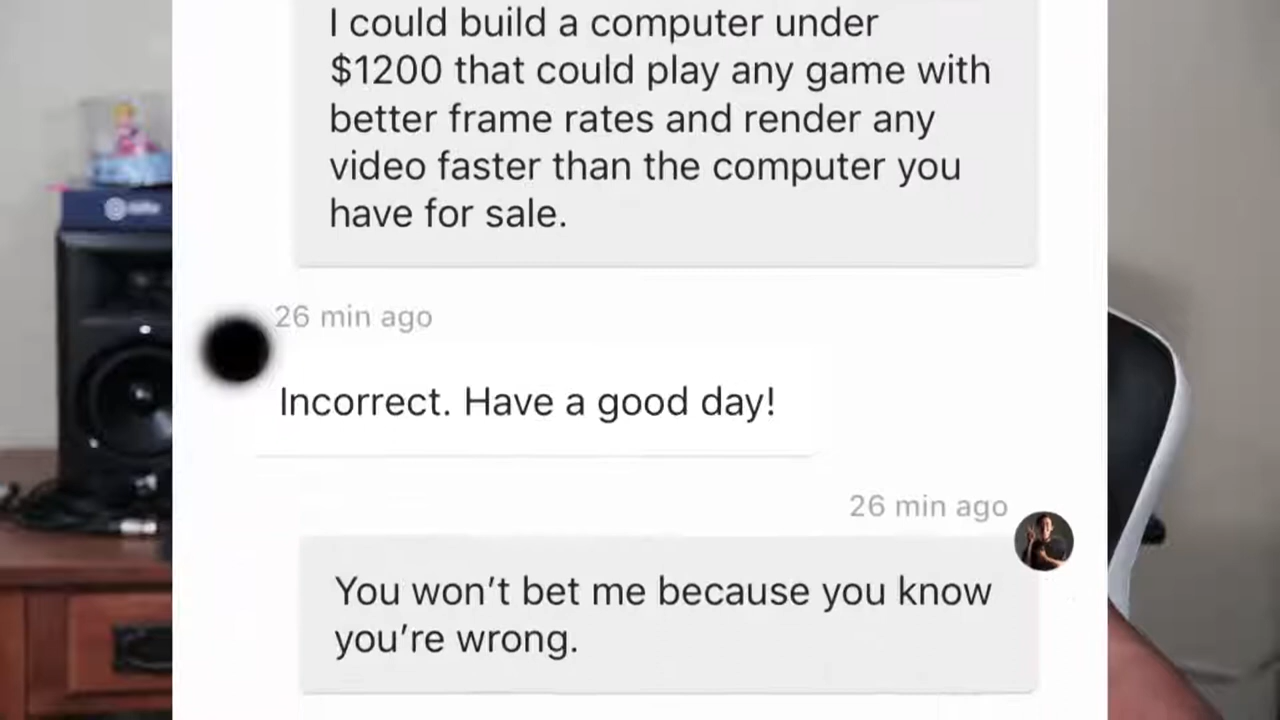 I could build a computer under
$1200 that could play any game with
better frame rates and render any
video faster than the computer you
have for sale.
26 min ago
Incorrect. Have a good day!
26 min ago
You won’t bet me because you know
you’re wrong.